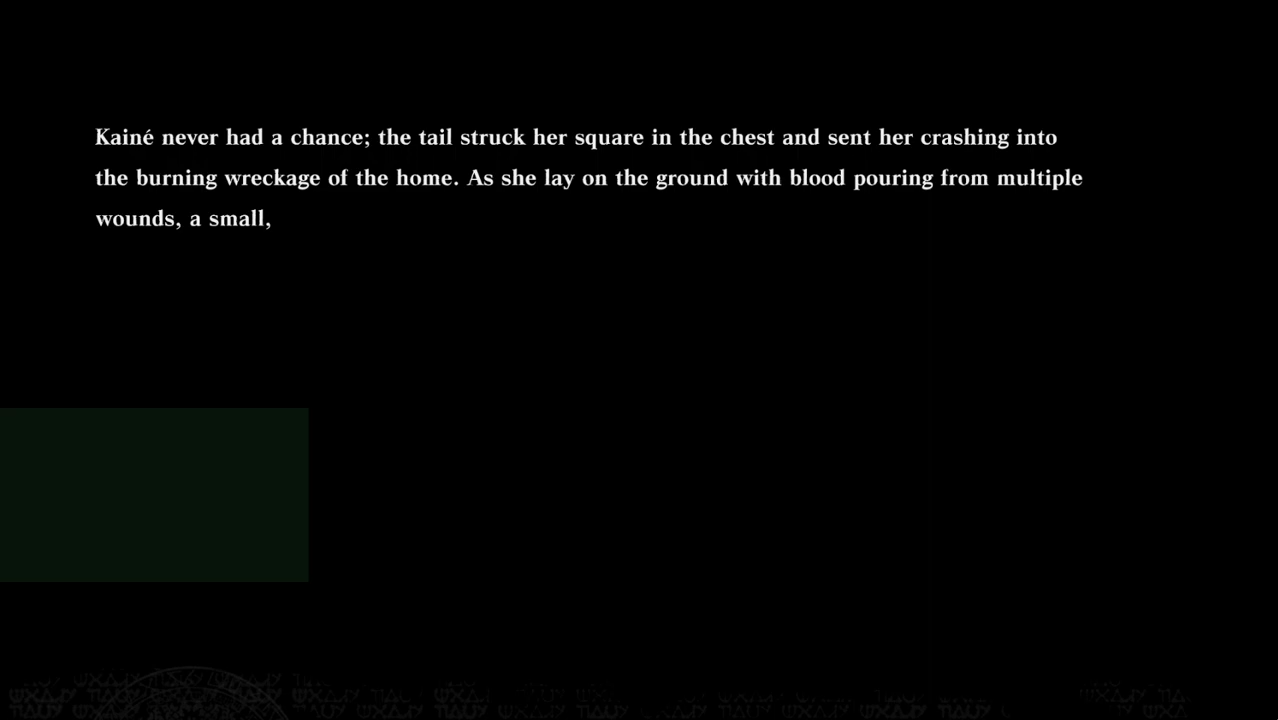 Kainé never had a chance; the tail struck her square in the chest and sent her crashing into
the burning wreckage of the home. As she lay on the ground with blood pouring from multiple
wounds, a small,